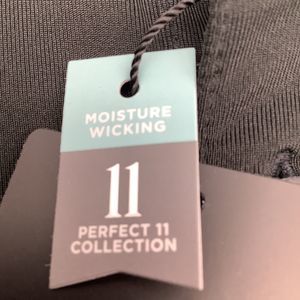 MOISTURE
WICKING
11
PERFECT 11
COLLECTION